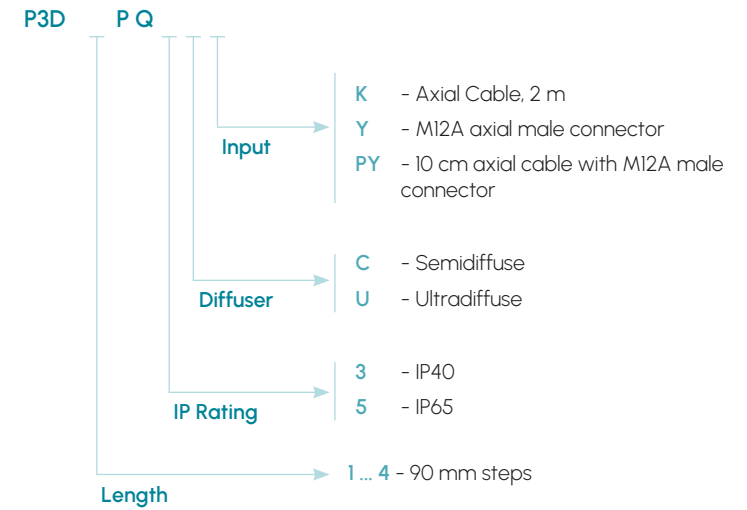 P3D P Q
K - Axial Cable, 2 m
Y - M12A axial male connector
Input
PY - 10 cm axial cable with M12A male
connector
C - Semidiffuse
Diffuser
U - Ultradiffuse
3 - IP40
IP Rating
5 - IP65
1 ... 4 - 90 mm steps
Length